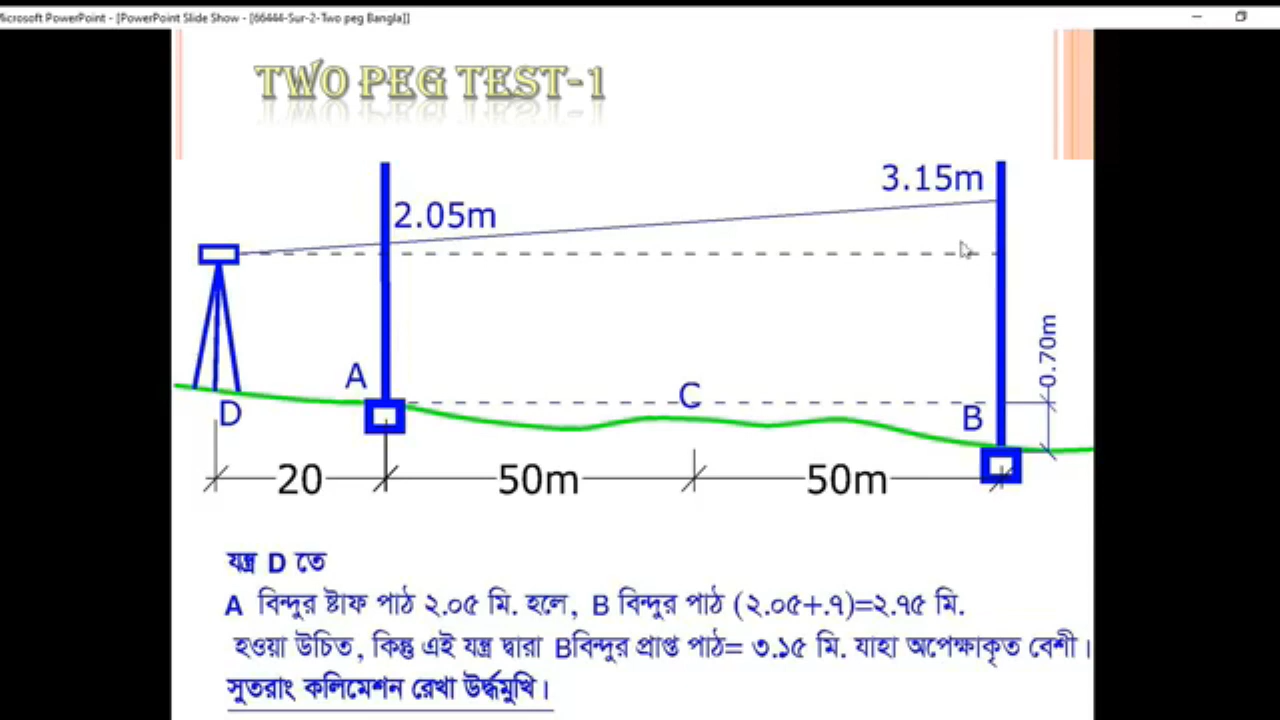 Microsoft PowerPoint - [PowerPoint Slide Show - [66444-Sur-2-Two peg Bangla]]
TWO PEG TEST-1
3.15m
2.05m
0.70m
A
C
B
D
20
50m
50m
যন্ত্র D তে
A বিন্দুর ষ্টাফ পাঠ ২.০৫ মি. হলে, B বিন্দুর পাঠ (২.০৫+.৭)=২.৭৫ মি.
হওয়া উচিত, কিন্তু এই যন্ত্র দ্বারা Bবিন্দুর প্রাপ্ত পাঠ= ৩.১৫ মি. যাহা অপেক্ষাকৃত বেশী।
সুতরাং কলিমেশন রেখা উর্দ্ধমুখি।